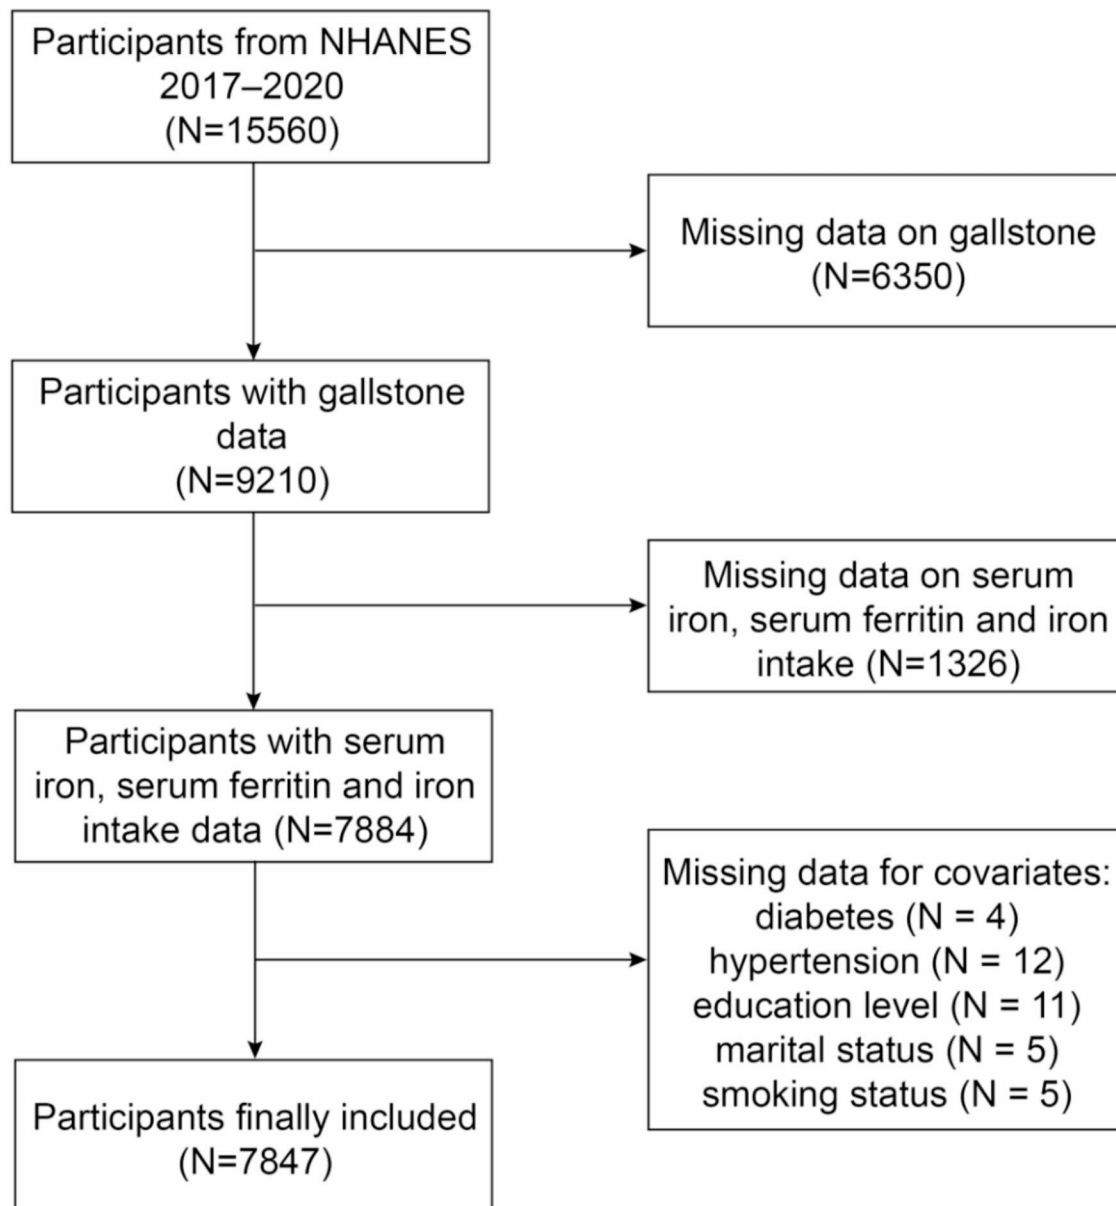 Participants from NHANES
2017–2020
(N=15560)
Missing data on gallstone
(N=6350)
Participants with gallstone
data
(N=9210)
Missing data on serum
iron, serum ferritin and iron
intake (N=1326)
Participants with serum
iron, serum ferritin and iron
intake data (N=7884)
Missing data for covariates:
diabetes (N = 4)
hypertension (N = 12)
education level (N = 11)
marital status (N = 5)
smoking status (N = 5)
Participants finally included
(N=7847)